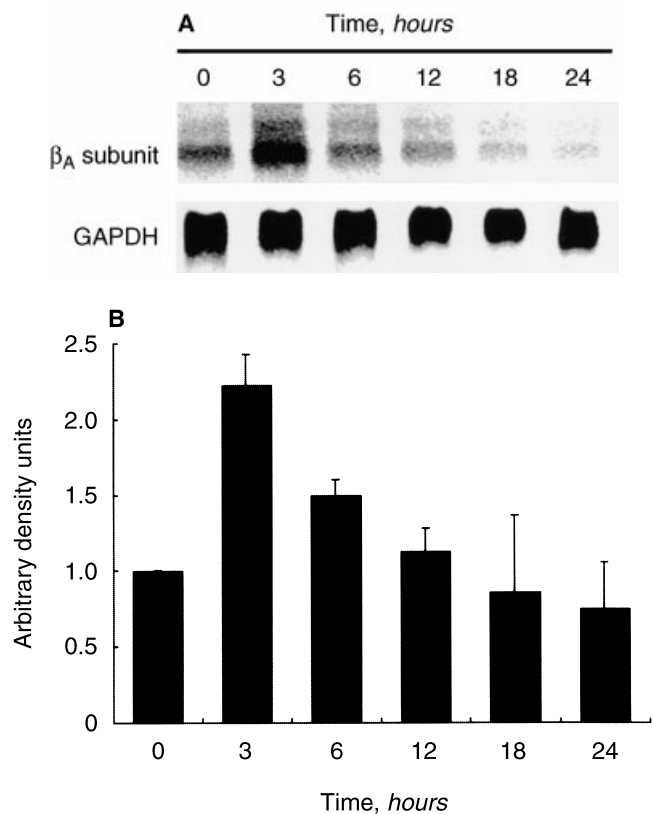 A
Time, hours
0 3 6 12 18 24
βA subunit
GAPDH
B
Arbitrary density units
2.5
2.0
1.5
1.0
0.5
0
0 3 6 12 18 24
Time, hours